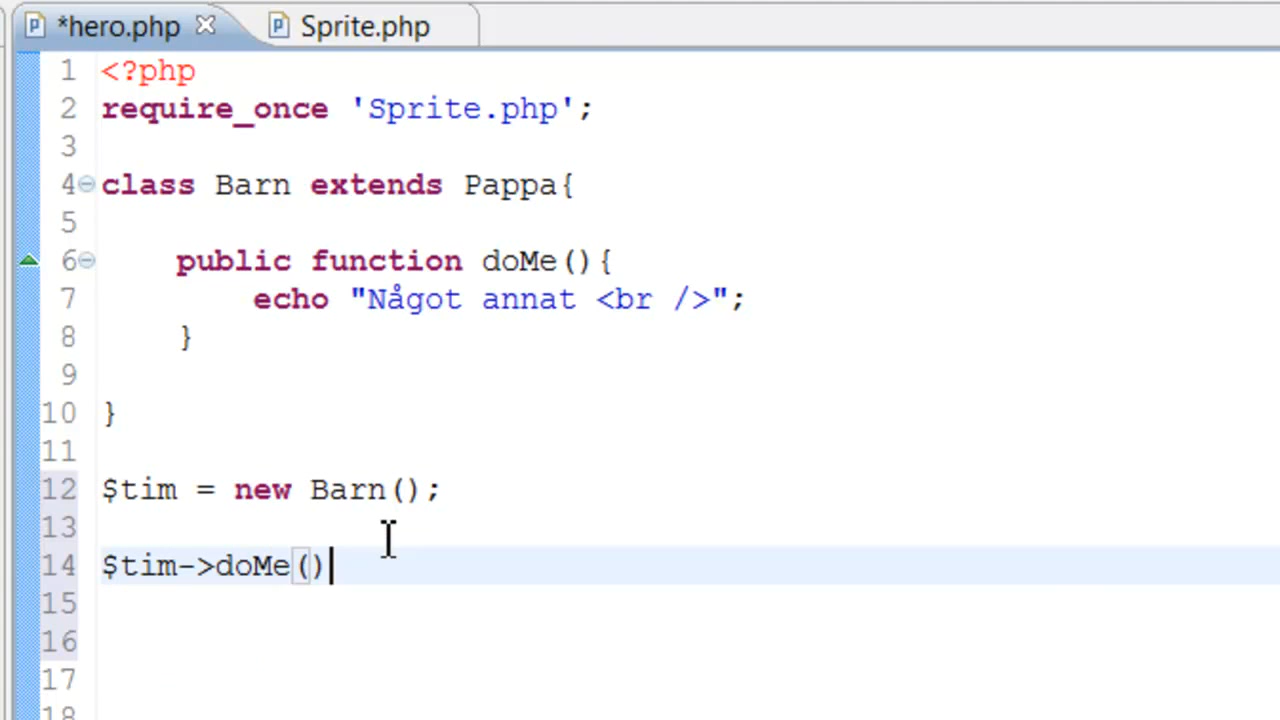 *hero.php Sprite.php
1 <?php
2 require_once 'Sprite.php';
3
4 class Barn extends Pappa{
5
6 public function doMe(){
7 echo "Något annat <br />";
8 }
9
10 }
11
12 $tim = new Barn();
13
14 $tim->doMe()
15
16
17
18